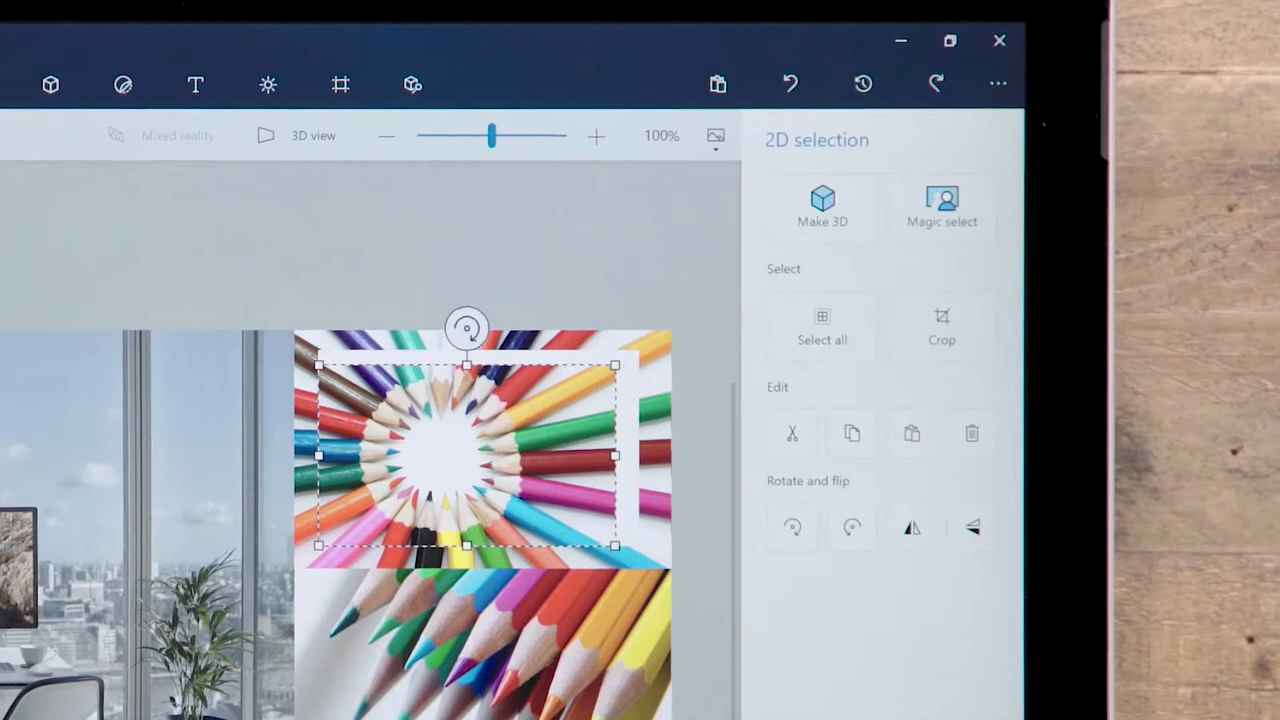 Mixed reality
3D view
100%
2D selection
Make 3D
Magic select
Select
Select all
Crop
Edit
Rotate and flip